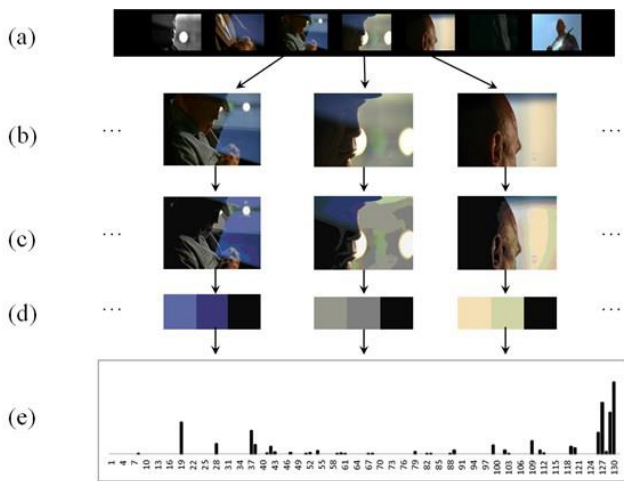 (a)
(b) ... ...
(c) ... ...
(d) ... ...
(e)
1 4 7 10 13 16 19 22 25 28 31 34 37 40 43 46 49 52 55 58 61 64 67 70 73 76 79 82 85 88 91 94 97 100 103 106 109 112 115 118 121 124 127 130